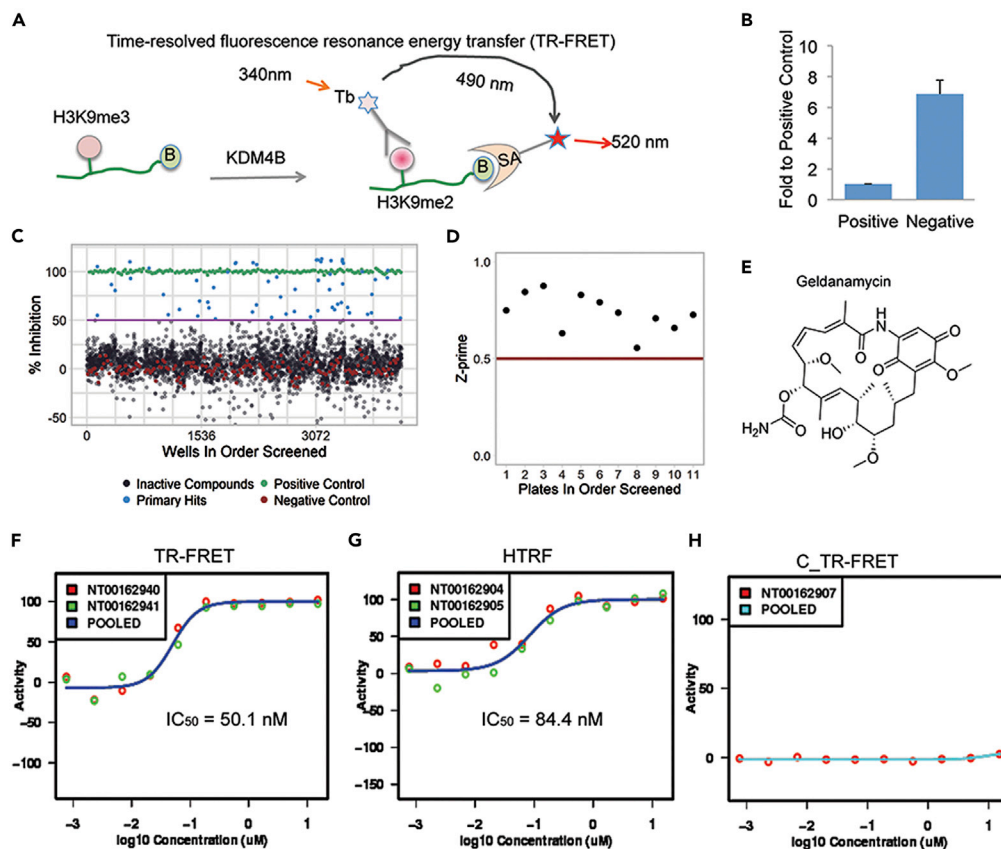 A
Time-resolved fluorescence resonance energy transfer (TR-FRET)
340nm
Tb
490 nm
520 nm
H3K9me3
B
KDM4B
B
SA
H3K9me2
B
Fold to Positive Control
10
8
6
4
2
0
Positive Negative
C
% Inhibition
100
50
0
-50
0 1536 3072
Wells In Order Screened
Inactive Compounds Positive Control
Primary Hits Negative Control
D
Z-prime
1.0
0.5
0.0
1 2 3 4 5 6 7 8 9 10 11
Plates In Order Screened
E
Geldanamycin
O
H
N
O
O
O
O
O
H2N
O
HO
O
F
TR-FRET
NT00162940
NT00162941
POOLED
Activity
100
50
0
-50
-100
IC50 = 50.1 nM
-3 -2 -1 0 1
log10 Concentration (uM)
G
HTRF
NT00162904
NT00162905
POOLED
Activity
100
50
0
-50
-100
-150
IC50 = 84.4 nM
-3 -2 -1 0 1
log10 Concentration (uM)
H
C_TR-FRET
NT00162907
POOLED
Activity
100
50
0
-3 -2 -1 0 1
log10 Concentration (uM)